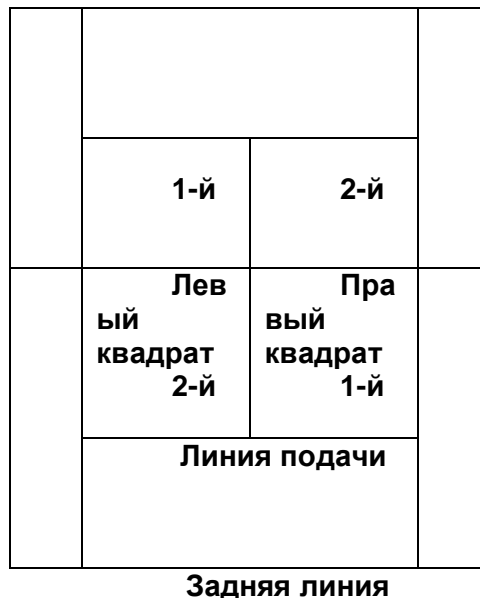 1-й 2-й
Лев Пра
ый вый
квадрат квадрат
2-й 1-й
Линия подачи
Задняя линия